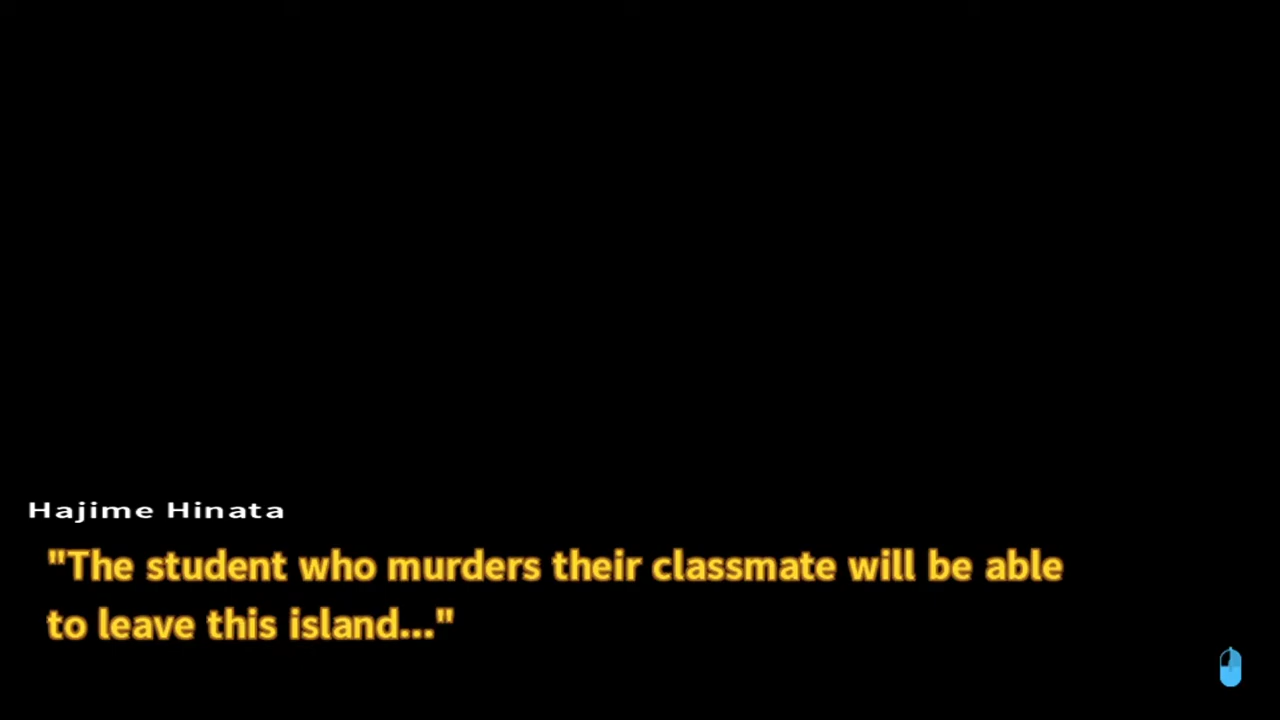 Hajime Hinata
"The student who murders their classmate will be able
to leave this island..."